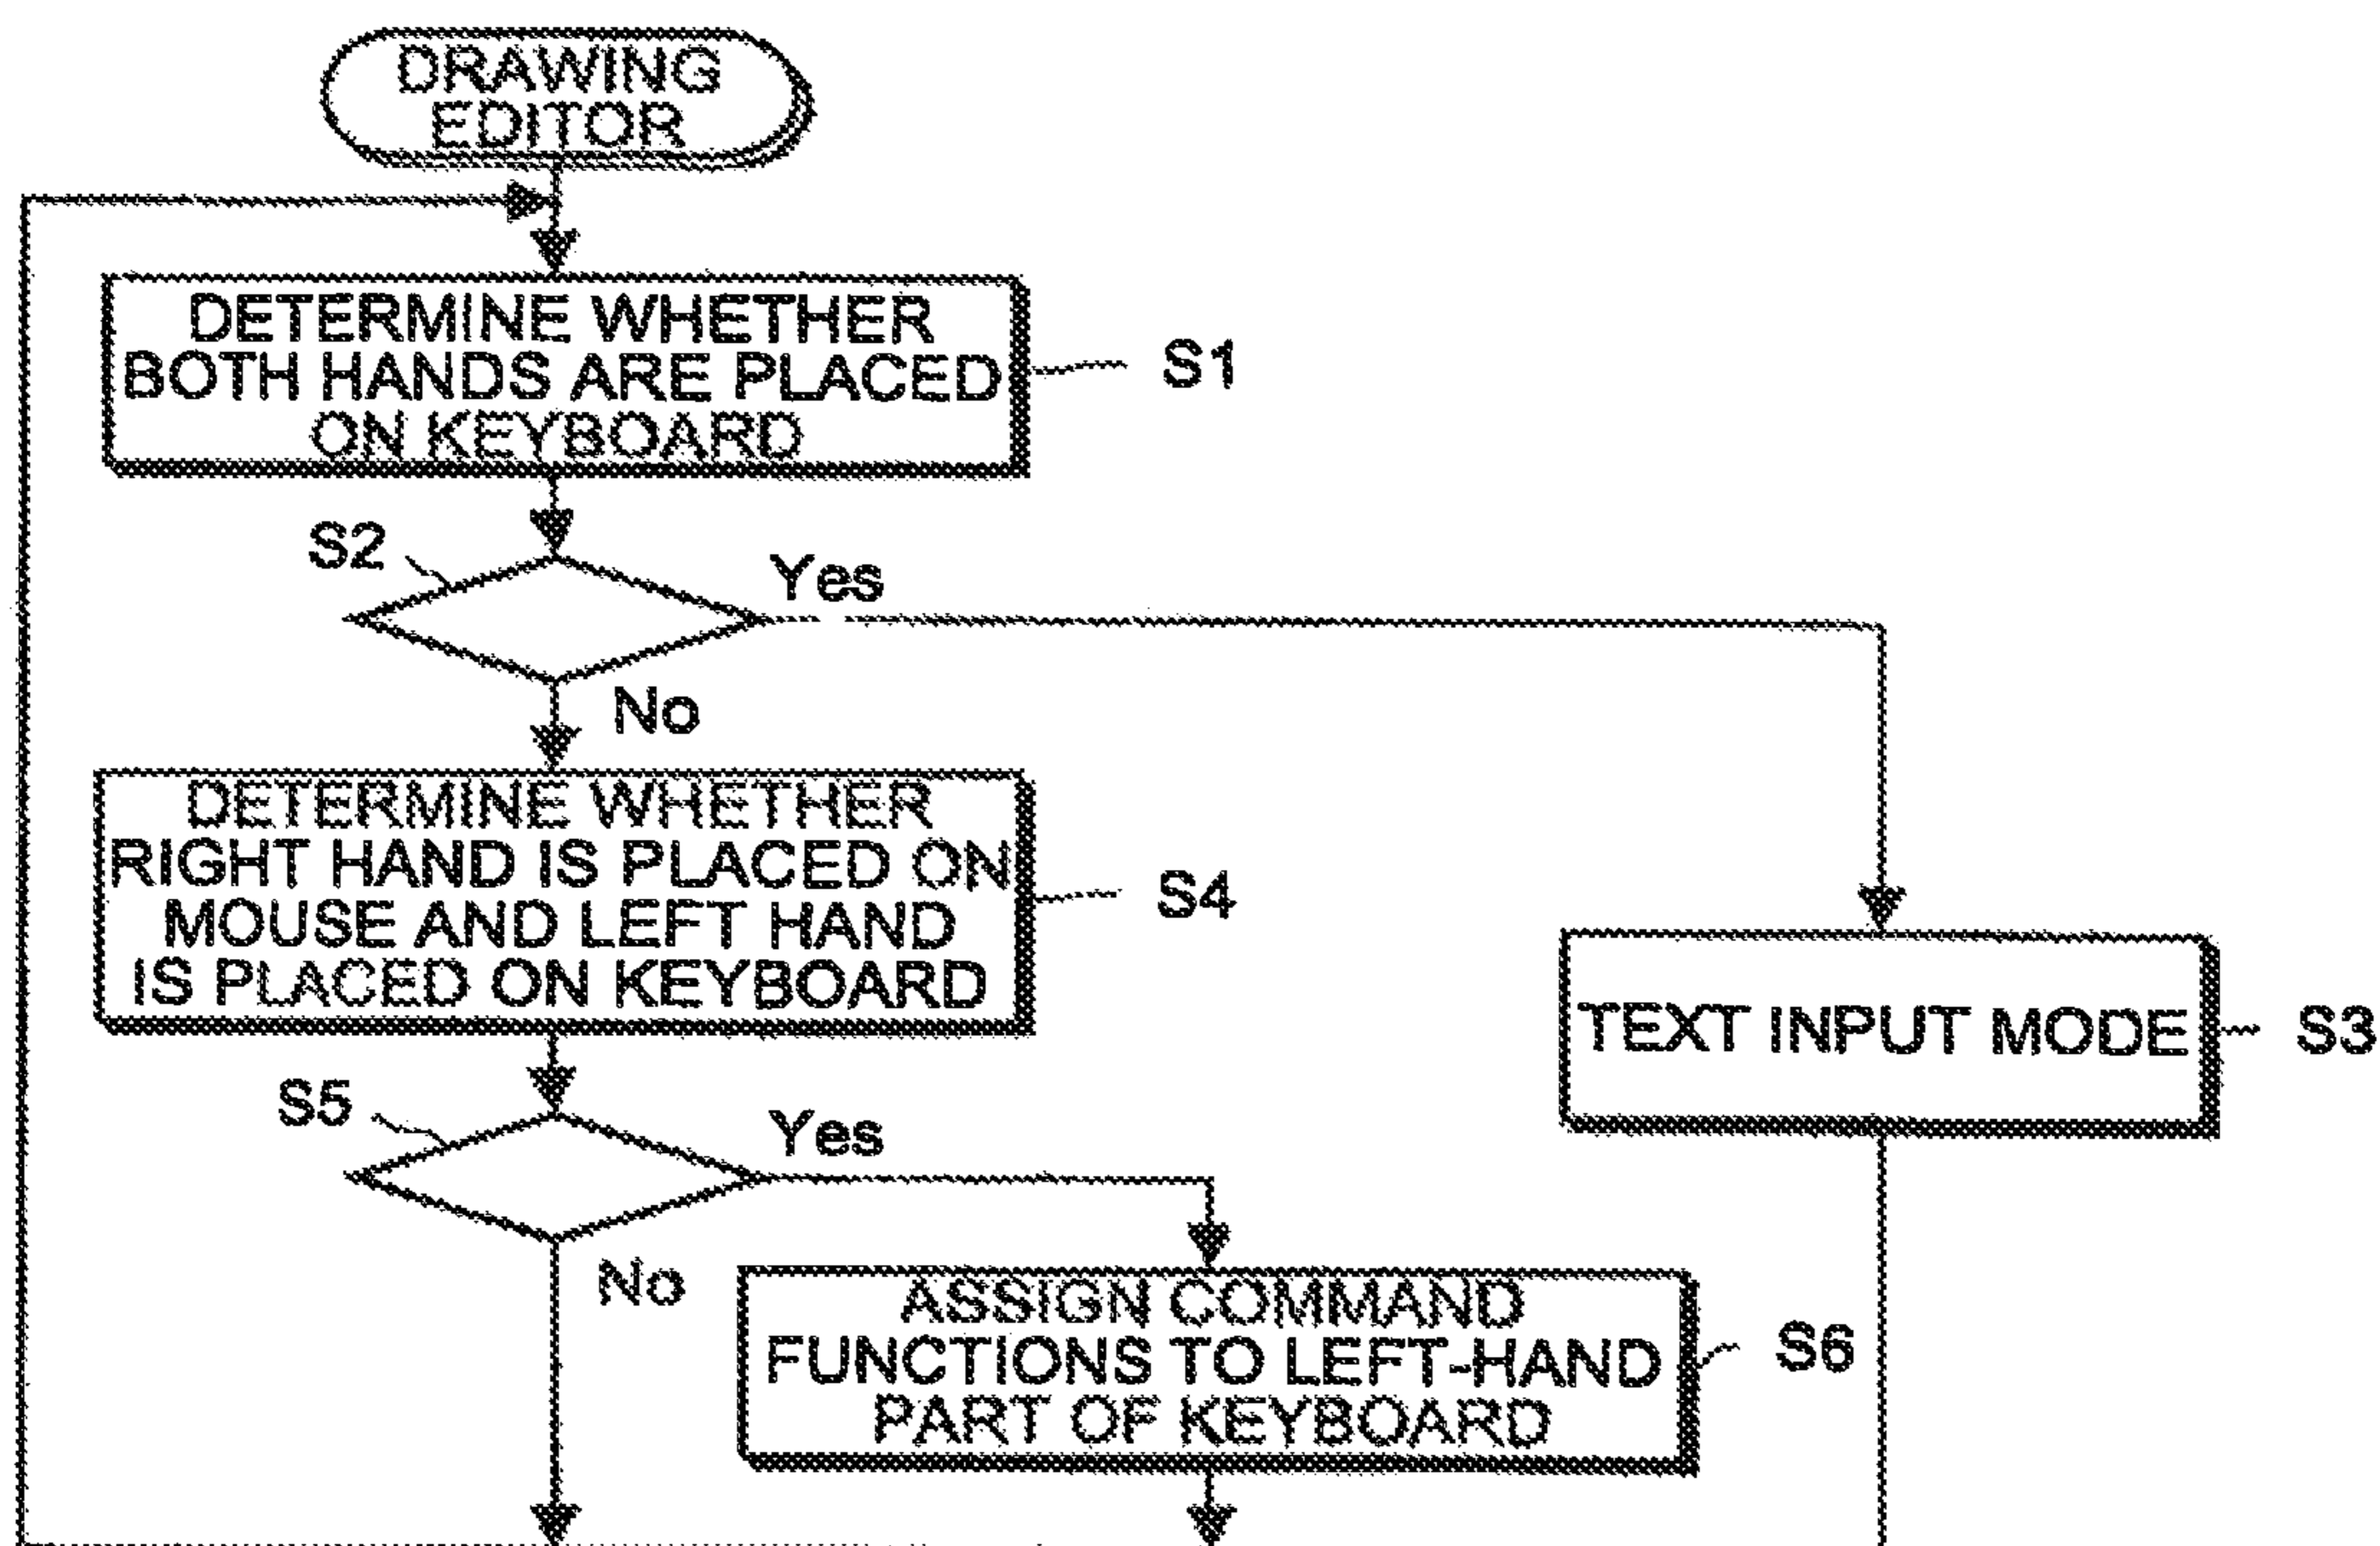 DRAWING
EDITOR
DETERMINE WHETHER
BOTH HANDS ARE PLACED
ON KEYBOARD
S1
S2
Yes
No
DETERMINE WHETHER
RIGHT HAND IS PLACED ON
MOUSE AND LEFT HAND
IS PLACED ON KEYBOARD
S4
TEXT INPUT MODE
S3
S5
Yes
No
ASSIGN COMMAND
FUNCTIONS TO LEFT-HAND
PART OF KEYBOARD
S6